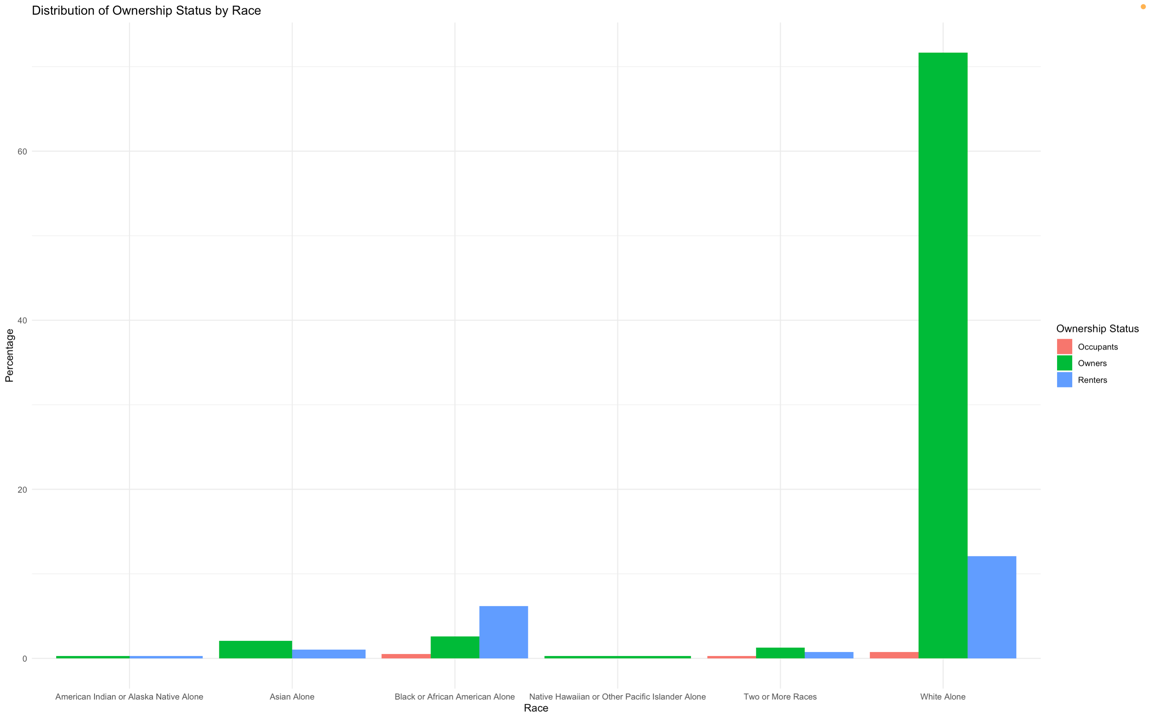 Distribution of Ownership Status by Race
60
40
20
0
Percentage
American Indian or Alaska Native Alone
Asian Alone
Black or African American Alone
Native Hawaiian or Other Pacific Islander Alone
Two or More Races
White Alone
Race
Ownership Status
Occupants
Owners
Renters